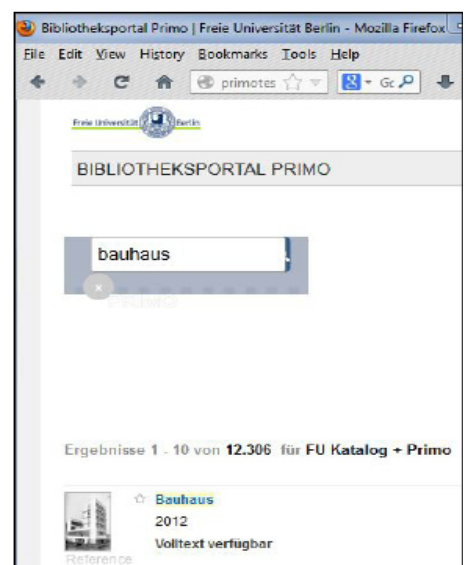 Bibliotheksportal Primo | Freie Universität Berlin - Mozilla Firefox
File Edit View History Bookmarks Tools Help
primotes
Freie Universität Berlin
BIBLIOTHEKSPORTAL PRIMO
bauhaus
PRIMO
Ergebnisse 1 - 10 von 12.306 für FU Katalog + Primo
Bauhaus
2012
Volltext verfügbar
Reference